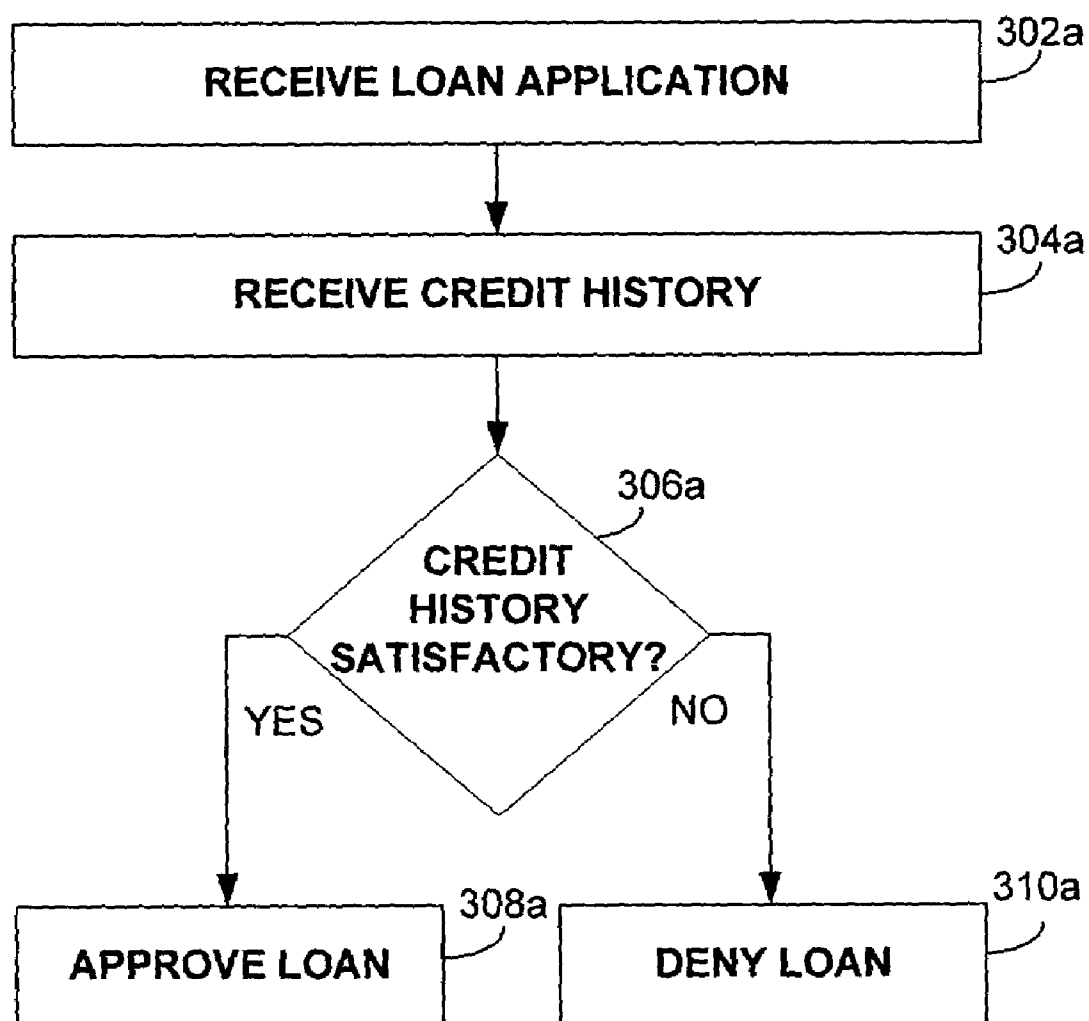 302a
RECEIVE LOAN APPLICATION
304a
RECEIVE CREDIT HISTORY
306a
CREDIT
HISTORY
SATISFACTORY?
YES
NO
308a
APPROVE LOAN
310a
DENY LOAN